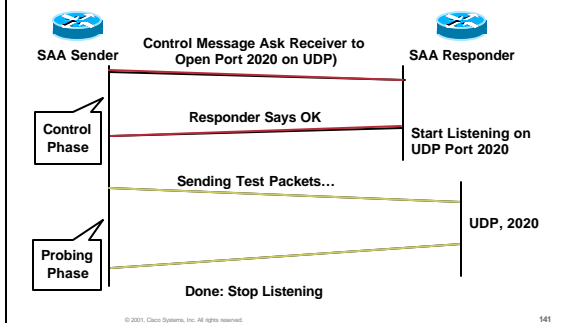 SAA Sender
Control Message Ask Receiver to
Open Port 2020 on UDP)
SAA Responder
Control
Phase
Responder Says OK
Start Listening on
UDP Port 2020
Sending Test Packets…
UDP, 2020
Probing
Phase
Done: Stop Listening
© 2001, Cisco Systems, Inc. All rights reserved.
141